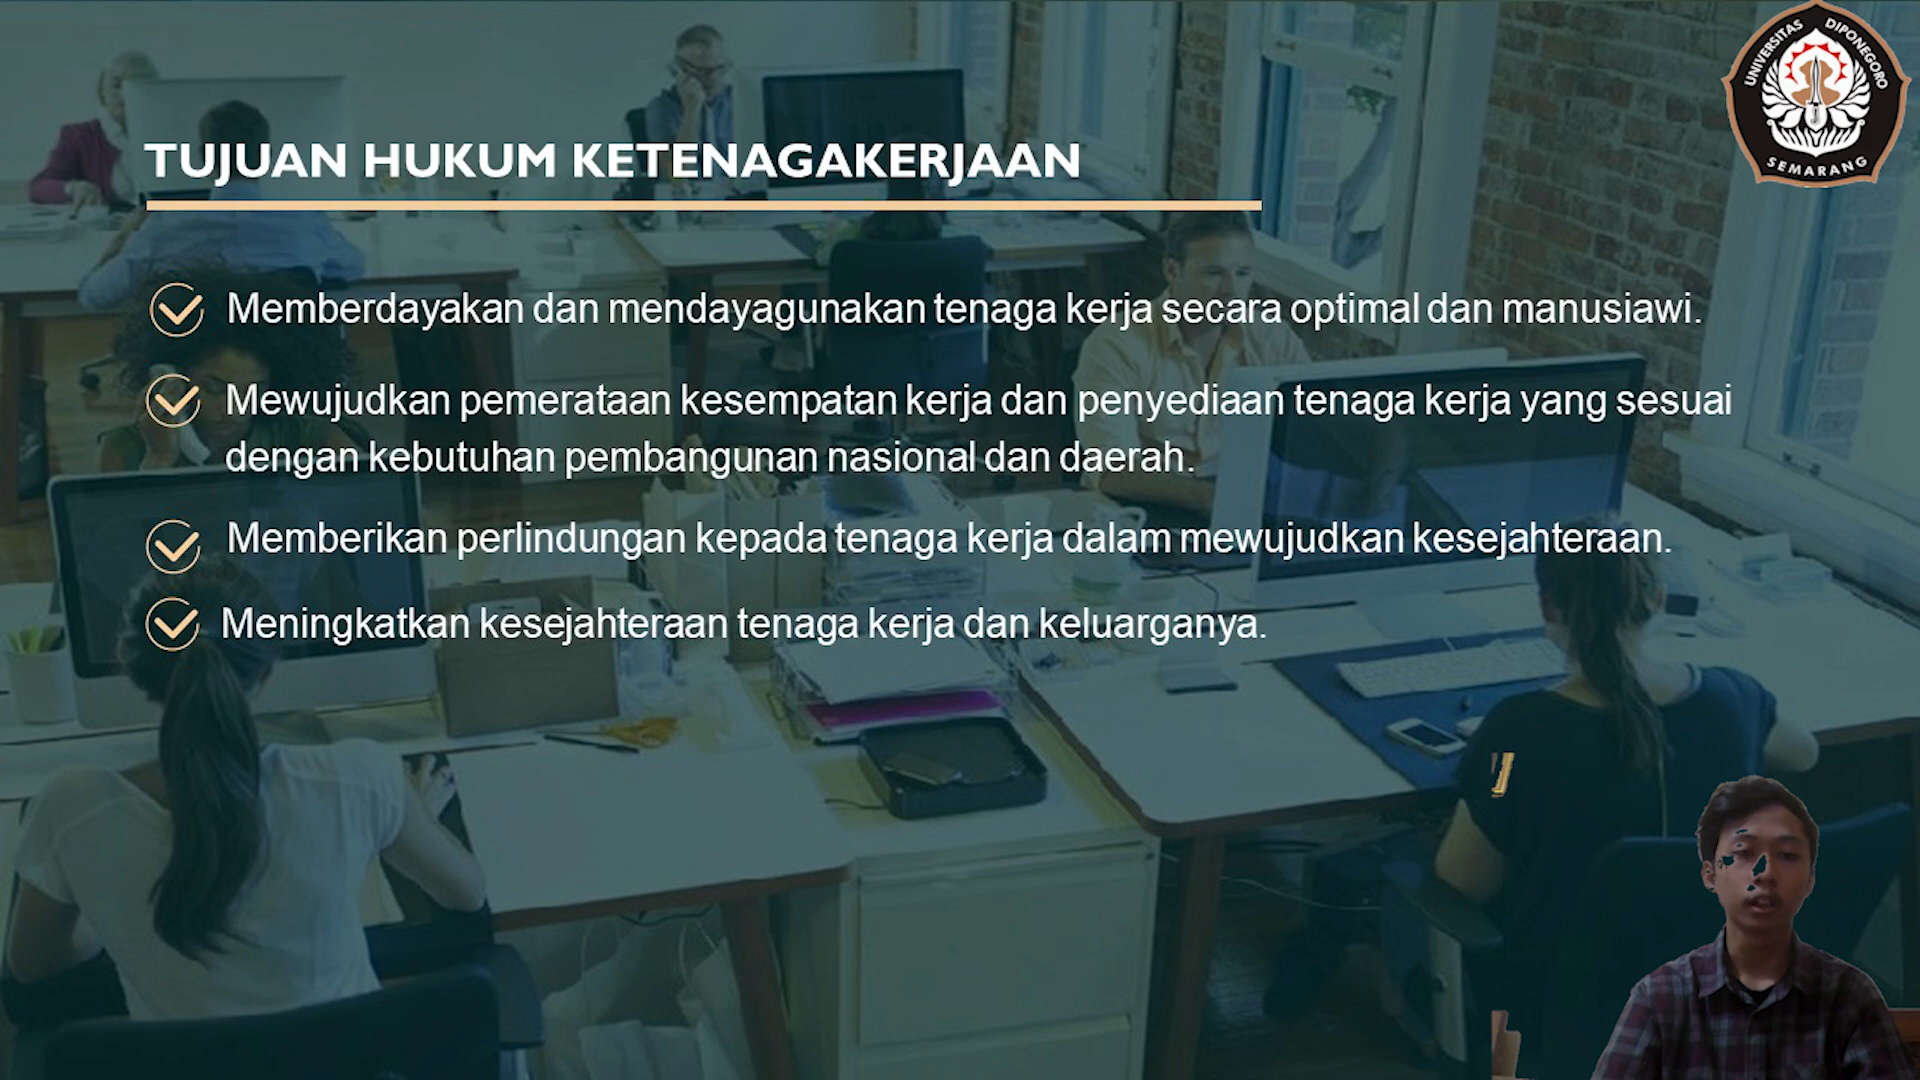 UNIVERSITAS DIPONEGORO
SEMARANG
TUJUAN HUKUM KETENAGAKERJAAN
Memberdayakan dan mendayagunakan tenaga kerja secara optimal dan manusiawi.
Mewujudkan pemerataan kesempatan kerja dan penyediaan tenaga kerja yang sesuai
dengan kebutuhan pembangunan nasional dan daerah.
Memberikan perlindungan kepada tenaga kerja dalam mewujudkan kesejahteraan.
Meningkatkan kesejahteraan tenaga kerja dan keluarganya.